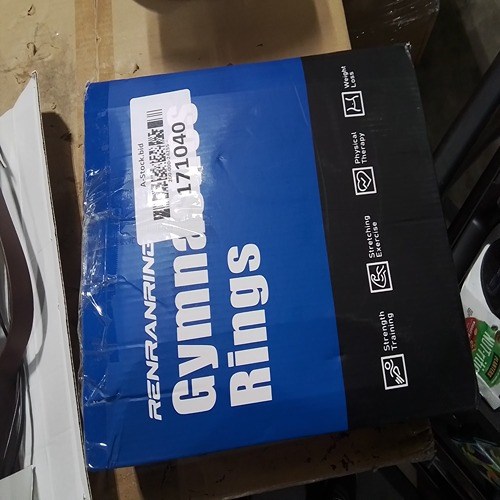 RENRANRING
Gymnastics
Rings
A-Stock.bid
171040
Strength
Training
Stretching
Exercise
Physical
Therapy
Weight
Loss